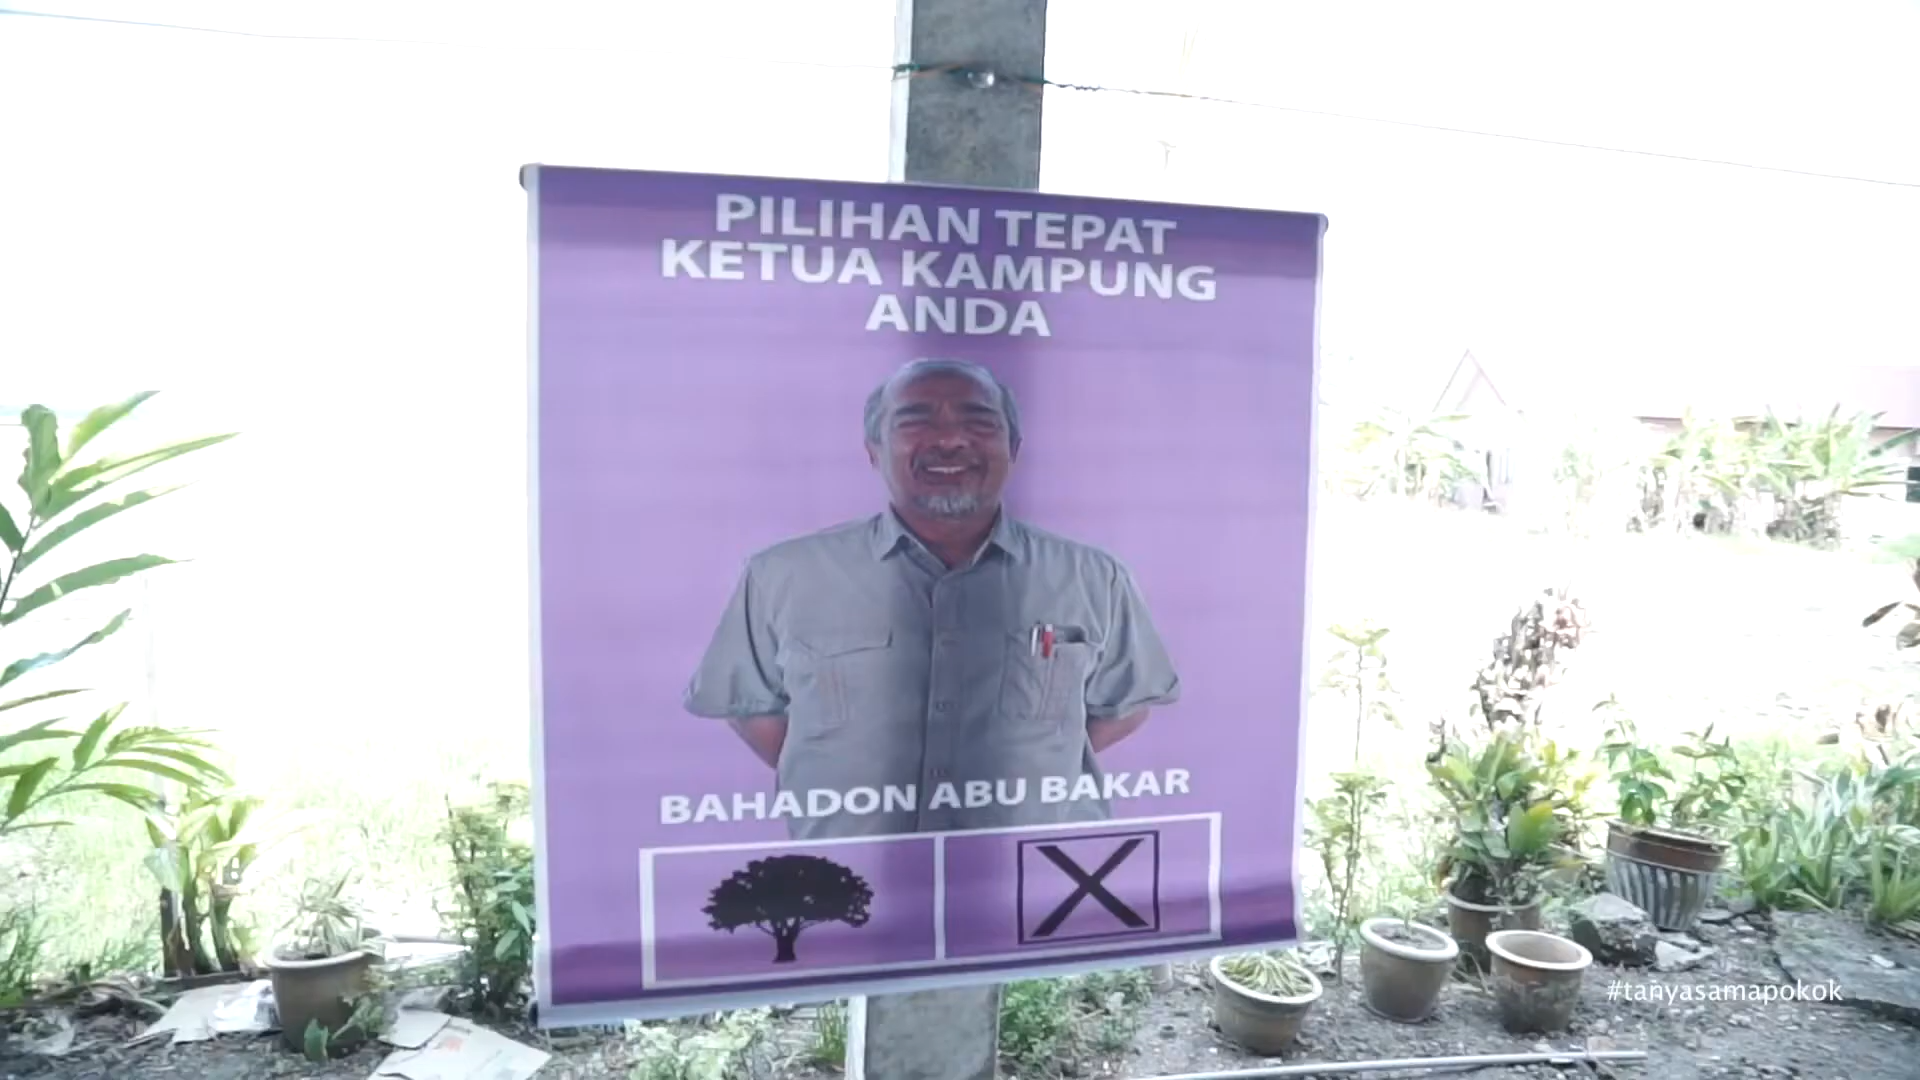 PILIHAN TEPAT
KETUA KAMPUNG
ANDA
BAHADON ABU BAKAR
#tanyasamapokok